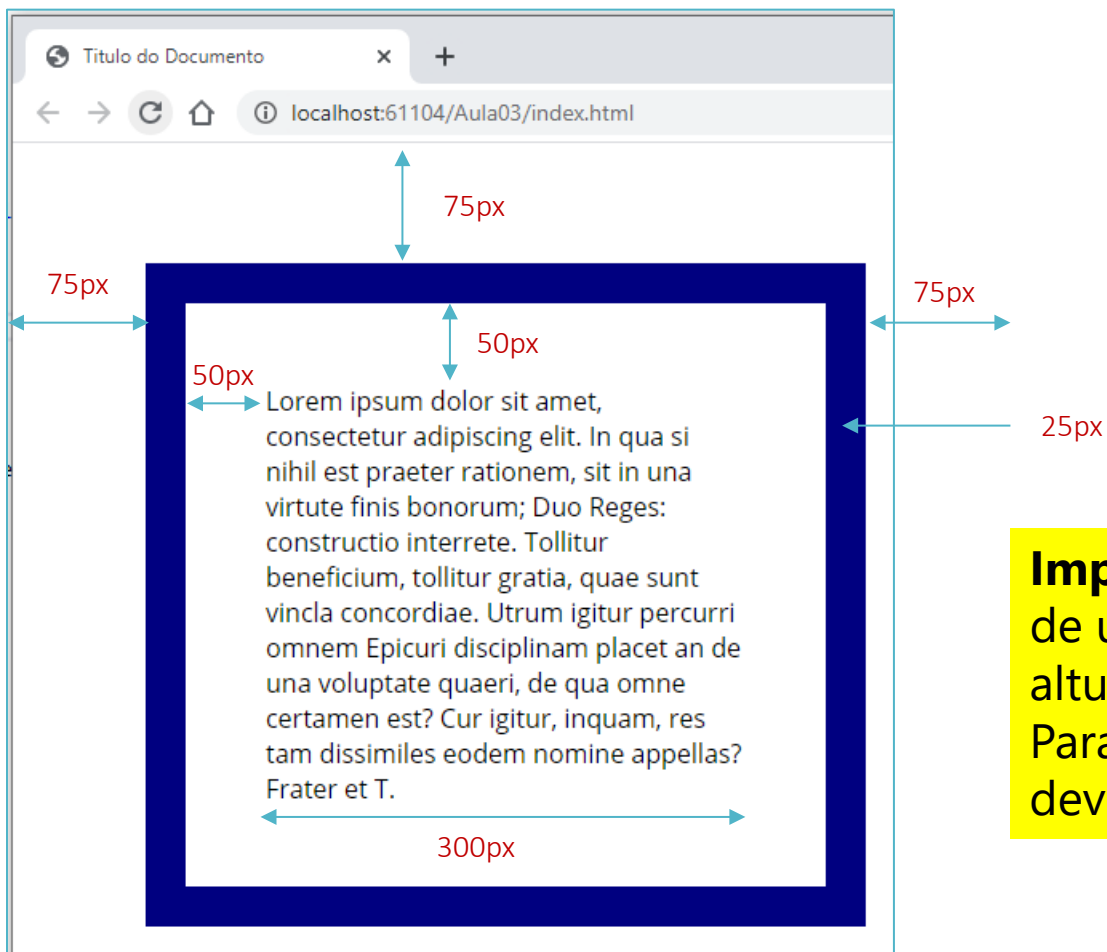 Titulo do Documento
localhost:61104/Aula03/index.html
75px
75px
75px
50px
50px
25px
Lorem ipsum dolor sit amet,
consectetur adipiscing elit. In qua si
nihil est praeter rationem, sit in una
virtute finis bonorum; Duo Reges:
constructio interrete. Tollitur
beneficium, tollitur gratia, quae sunt
vincla concordiae. Utrum igitur percurri
omnem Epicuri disciplinam placet an de
una voluptate quaeri, de qua omne
certamen est? Cur igitur, inquam, res
tam dissimiles eodem nomine appellas?
Frater et T.
300px
de
Para